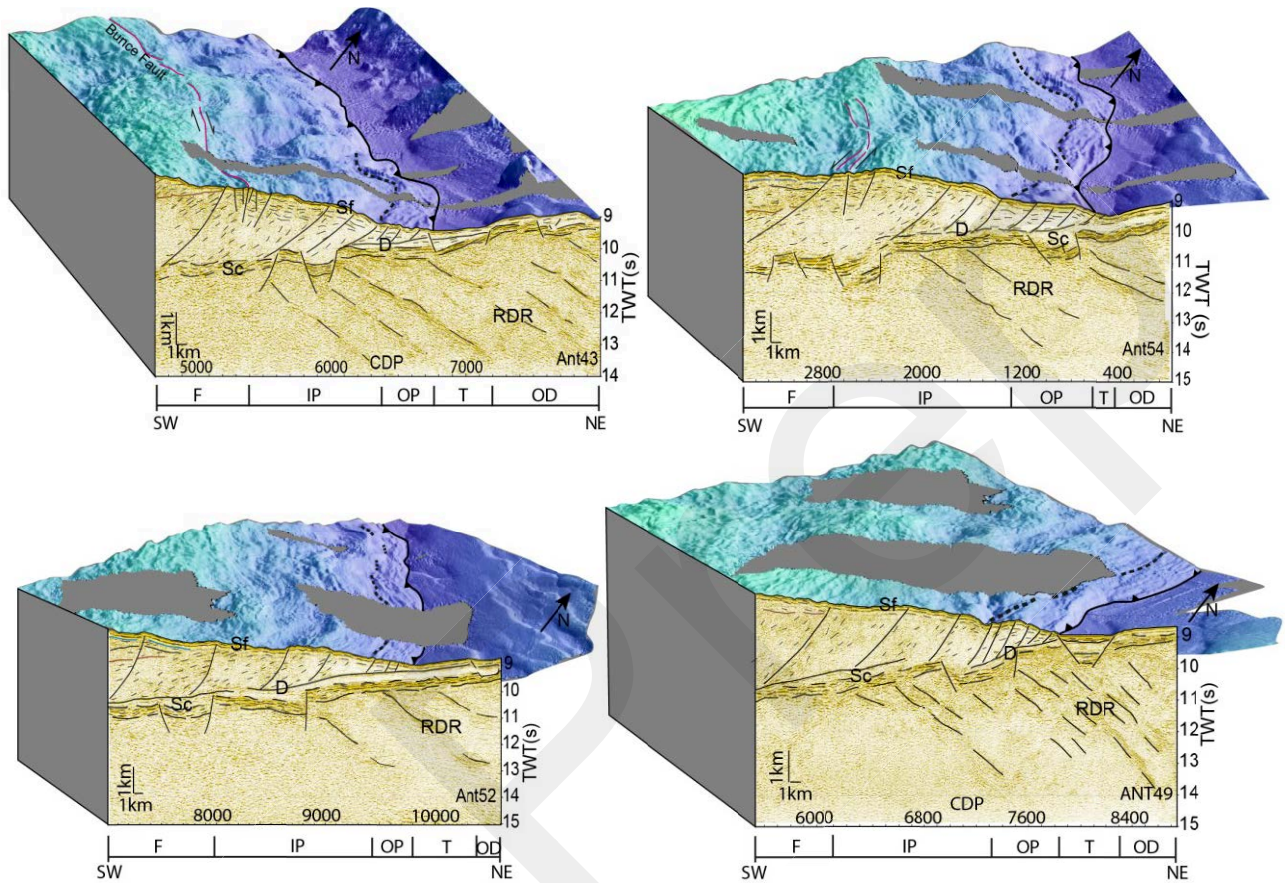 Bunce Fault
N
Sf
D
Sc
RDR
9
10
11
12
13
14
TWT(s)
1km
1km
5000 6000 CDP 7000 Ant43
F IP OP T OD
SW NE
N
Sf
D
Sc
RDR
9
10
11
12
13
14
15
TWT (s)
1km
1km
Ant54
2800 2000 1200 400
F IP OP T OD
SW NE
N
Sf
D
Sc
RDR
9
10
11
12
13
14
15
TWT(s)
1km
1km
Ant52
8000 9000 10000
F IP OP T OD
SW NE
N
Sf
D
Sc
RDR
9
10
11
12
13
14
15
TWT(s)
1km
1km
CDP ANT49
6000 6800 7600 8400
F IP OP T OD
SW NE